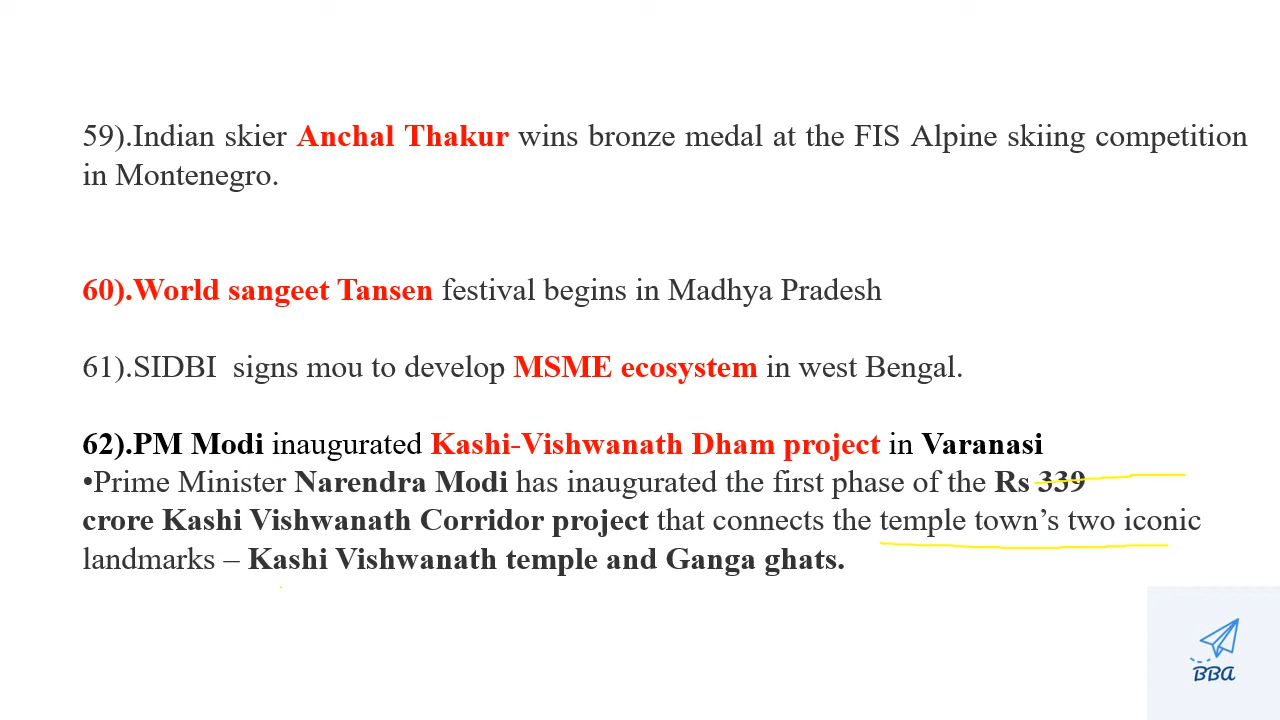 59).Indian skier Anchal Thakur wins bronze medal at the FIS Alpine skiing competition
in Montenegro.
60).World sangeet Tansen festival begins in Madhya Pradesh
61).SIDBI  signs mou to develop MSME ecosystem in west Bengal.
62).PM Modi inaugurated Kashi-Vishwanath Dham project in Varanasi
•Prime Minister Narendra Modi has inaugurated the first phase of the Rs 339
crore Kashi Vishwanath Corridor project that connects the temple town’s two iconic
landmarks – Kashi Vishwanath temple and Ganga ghats.
BBA